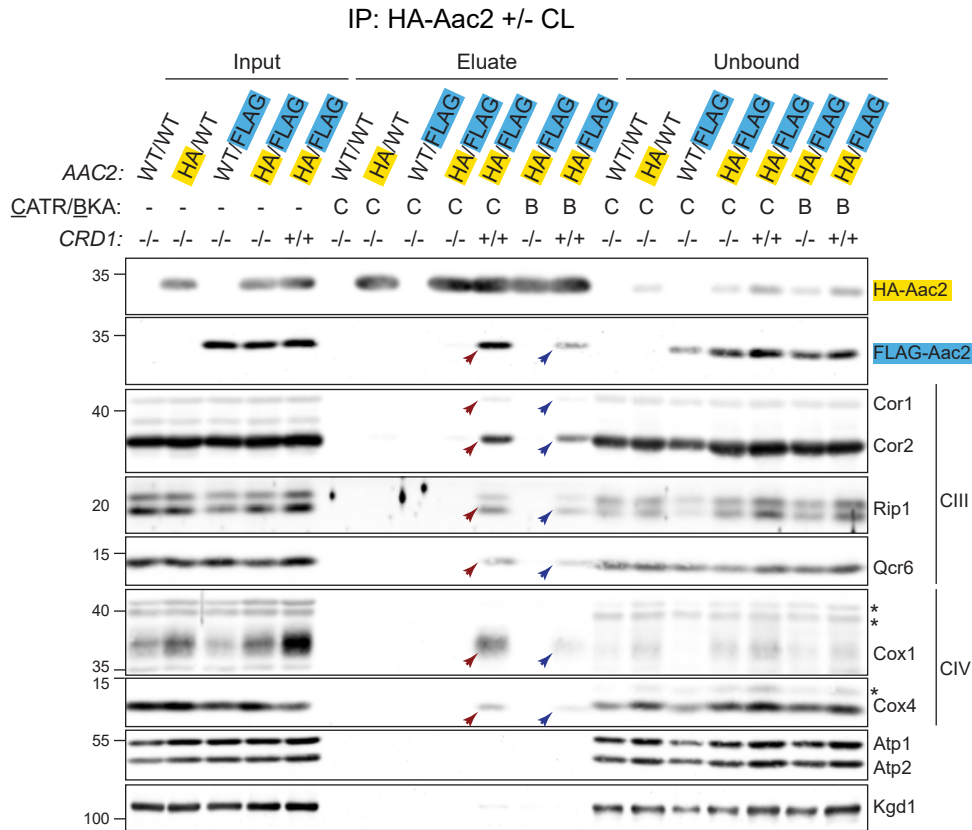 IP: HA-Aac2 +/- CL
Input Eluate Unbound
AAC2: WT/WT HA/WT WT/FLAG HA/FLAG HA/FLAG WT/WT HA/WT WT/FLAG HA/FLAG HA/FLAG HA/FLAG HA/FLAG WT/WT HA/WT WT/FLAG HA/FLAG HA/FLAG HA/FLAG HA/FLAG
CATR/BKA: - - - - - C C C C C B B C C C C C B B
CRD1: -/- -/- -/- -/- +/+ -/- -/- -/- -/- +/+ -/- +/+ -/- -/- -/- -/- +/+ -/- +/+
35 HA-Aac2
35 FLAG-Aac2
40 Cor1
Cor2
20 Rip1
CIII
15 Qcr6
40 *
*
Cox1
35
CIV
15 *
Cox4
55 Atp1
Atp2
Kgd1
100